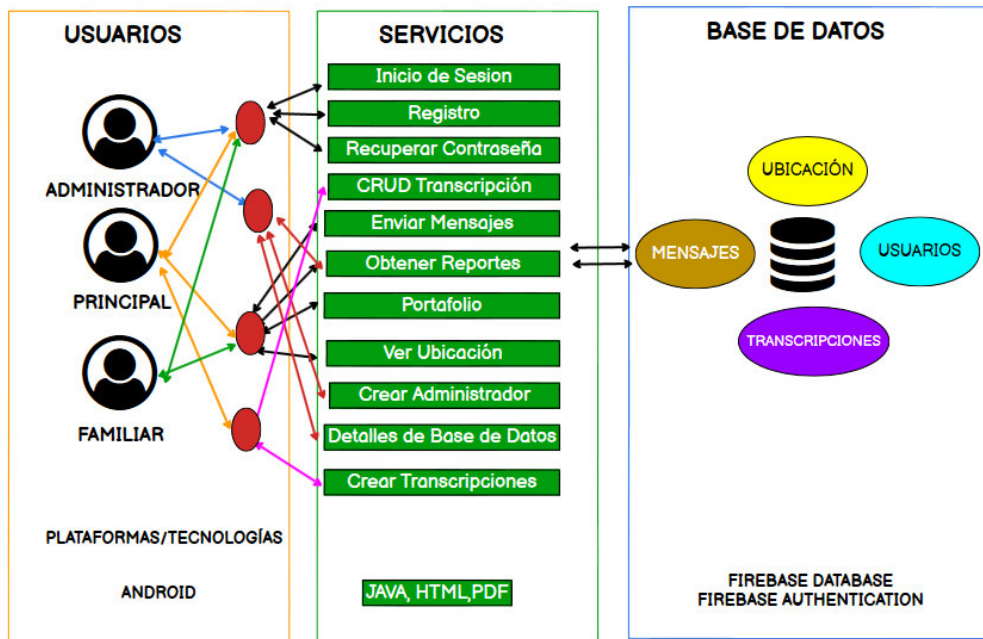 USUARIOS
ADMINISTRADOR
PRINCIPAL
FAMILIAR
PLATAFORMAS/TECNOLOGÍAS
ANDROID
SERVICIOS
Inicio de Sesion
Registro
Recuperar Contraseña
CRUD Transcripción
Enviar Mensajes
Obtener Reportes
Portafolio
Ver Ubicación
Crear Administrador
Detalles de Base de Datos
Crear Transcripciones
JAVA, HTML,PDF
BASE DE DATOS
UBICACIÓN
MENSAJES
USUARIOS
TRANSCRIPCIONES
FIREBASE DATABASE
FIREBASE AUTHENTICATION